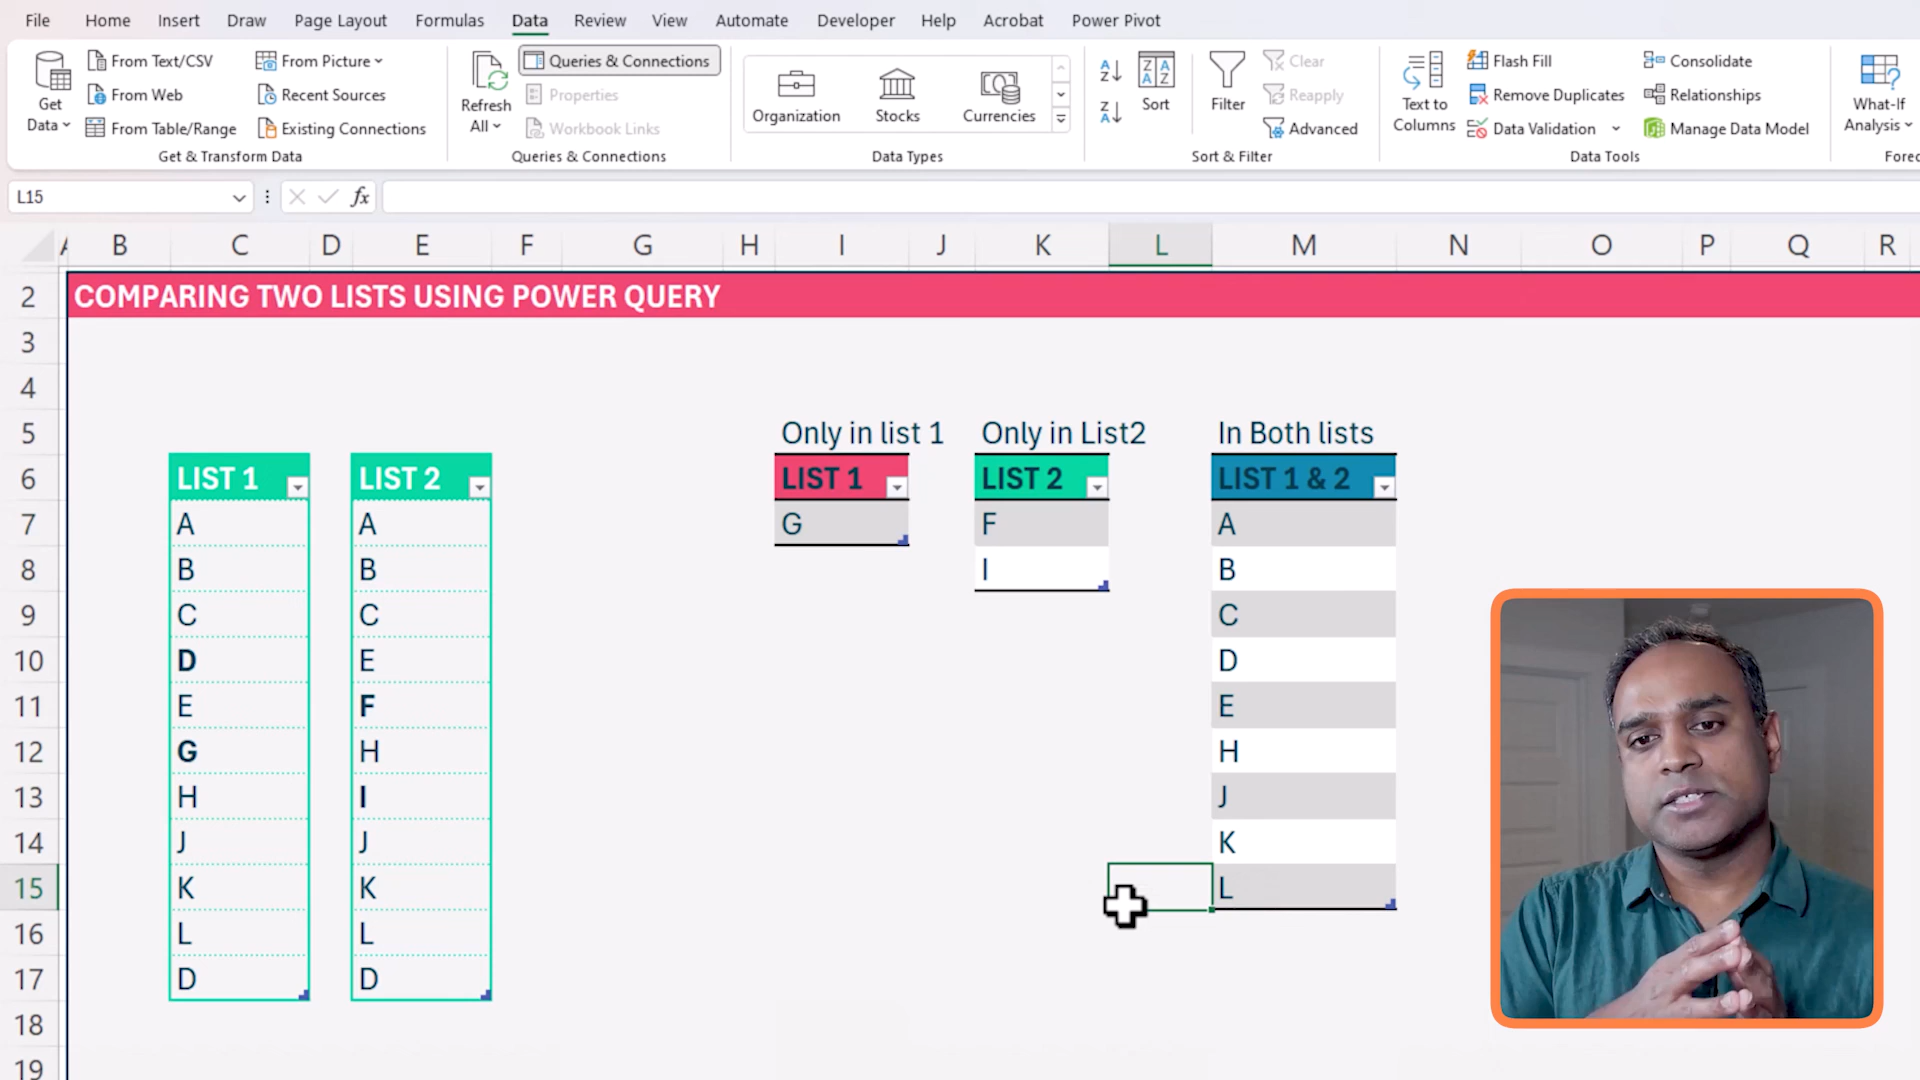 File Home Insert Draw Page Layout Formulas Data Review View Automate Developer Help Acrobat Power Pivot
Get Data
From Text/CSV
From Web
From Table/Range
From Picture
Recent Sources
Existing Connections
Get & Transform Data
Refresh All
Queries & Connections
Properties
Workbook Links
Queries & Connections
Organization
Stocks
Currencies
Data Types
Sort
Filter
Clear
Reapply
Advanced
Sort & Filter
Text to Columns
Flash Fill
Remove Duplicates
Data Validation
Consolidate
Relationships
Manage Data Model
Data Tools
What-If Analysis
L15
fx
B C D E F G H I J K L M N O P Q R
2 COMPARING TWO LISTS USING POWER QUERY
3
4
5 Only in list 1 Only in List2 In Both lists
6 LIST 1 LIST 2 LIST 1 LIST 2 LIST 1 & 2
7 A A G F A
8 B B I B
9 C C C
10 D E D
11 E F E
12 G H H
13 H I J
14 J J K
15 K K L
16 L L
17 D D
18
19